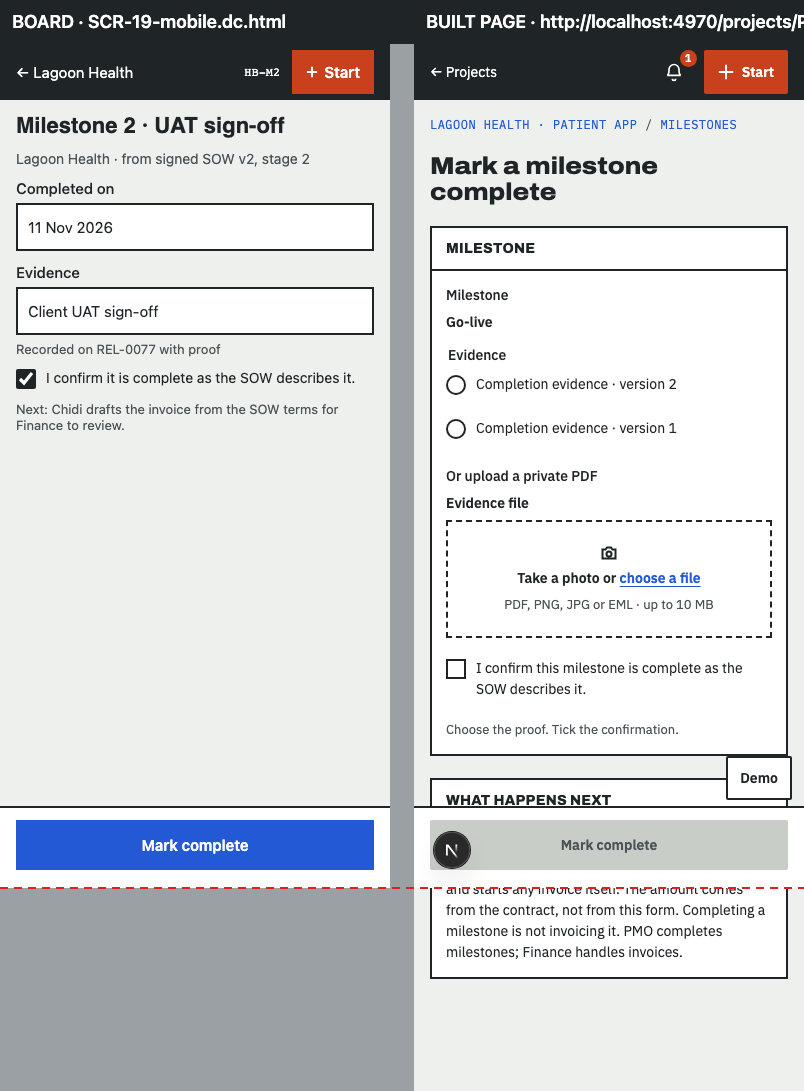 BOARD · SCR-19-mobile.dc.html
← Lagoon Health
HB-M2
+ Start
Milestone 2 · UAT sign-off
Lagoon Health · from signed SOW v2, stage 2
Completed on
11 Nov 2026
Evidence
Client UAT sign-off
Recorded on REL-0077 with proof
I confirm it is complete as the SOW describes it.
Next: Chidi drafts the invoice from the SOW terms for
Finance to review.
Mark complete
BUILT PAGE · http://localhost:4970/projects/
← Projects
1
+ Start
LAGOON HEALTH · PATIENT APP / MILESTONES
Mark a milestone
complete
MILESTONE
Milestone
Go-live
Evidence
Completion evidence · version 2
Completion evidence · version 1
Or upload a private PDF
Evidence file
Take a photo or choose a file
PDF, PNG, JPG or EML · up to 10 MB
I confirm this milestone is complete as the
SOW describes it.
Choose the proof. Tick the confirmation.
Demo
WHAT HAPPENS NEXT
N
Mark complete
and starts any invoice itself. The amount comes
from the contract, not from this form. Completing a
milestone is not invoicing it. PMO completes
milestones; Finance handles invoices.